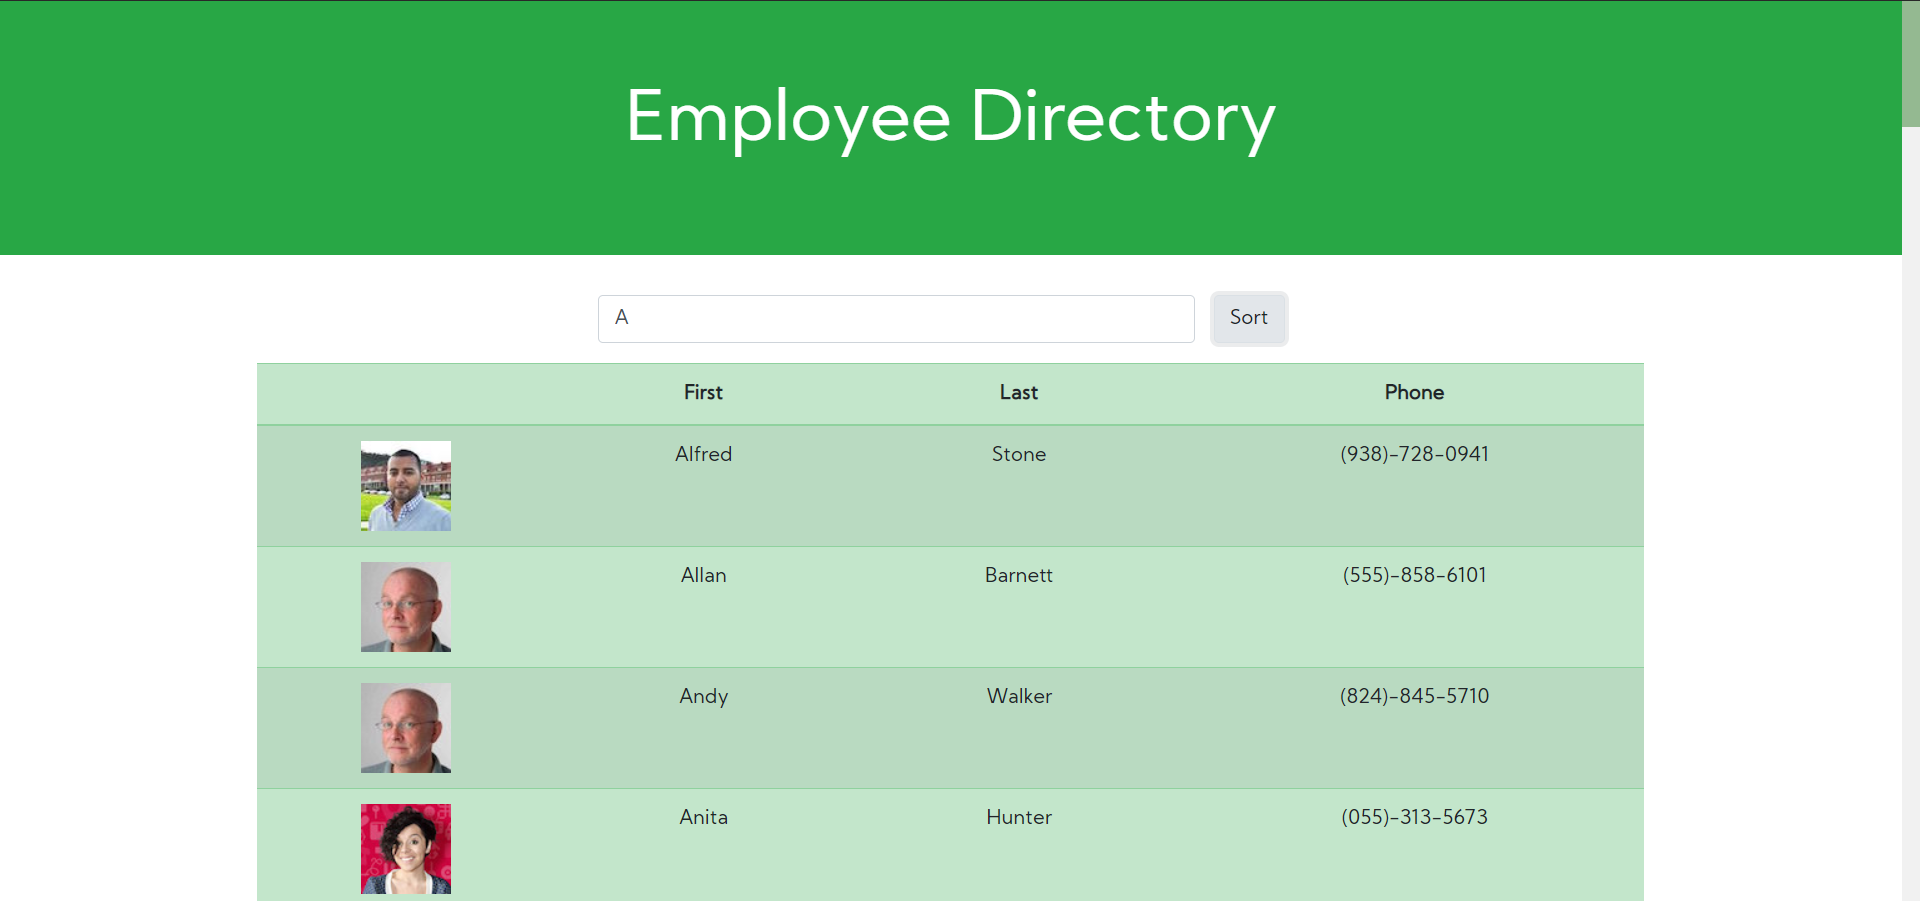 Employee Directory
A
Sort
First Last Phone
Alfred Stone (938)-728-0941
Allan Barnett (555)-858-6101
Andy Walker (824)-845-5710
Anita Hunter (055)-313-5673